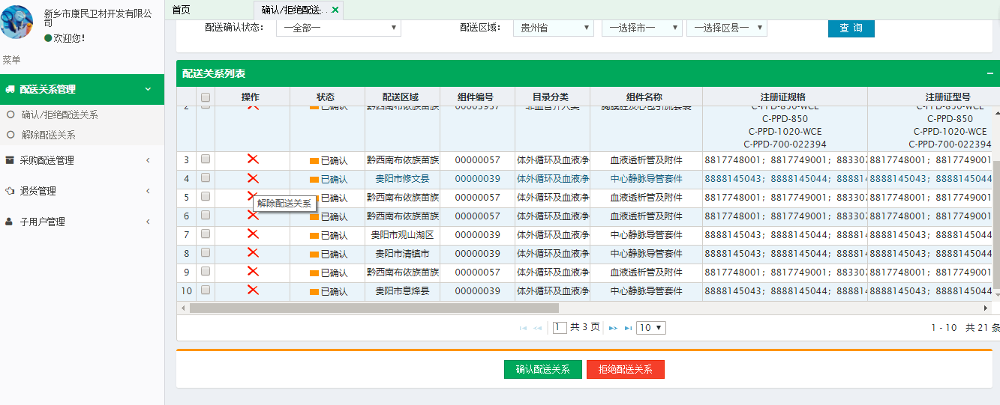 新乡市康民卫材开发有限公司
欢迎您!
菜单
配送关系管理
确认/拒绝配送关系
解除配送关系
采购配送管理
退货管理
子用户管理
首页 确认/拒绝配送...
配送确认状态: —全部— 配送区域: 贵州省 —选择市— —选择区县— 查 询
配送关系列表
操作 状态 配送区域 组件编号 目录分类 组件名称 注册证规格 注册证型号
2 已确认 黔西南布依族苗族 C-PPD-850-WCE C-PPD-850-WCE
C-PPD-850 C-PPD-850
C-PPD-1020-WCE C-PPD-1020-WCE
C-PPD-700-022394 C-PPD-700-022394
3 已确认 黔西南布依族苗族 00000057 体外循环及血液净 血液透析管及附件 8817748001; 8817749001; 883307 8817748001; 8817749001
4 已确认 贵阳市修文县 00000039 体外循环及血液净 中心静脉导管套件 8888145043; 8888145044; 88881 8888145043; 8888145044
5 已确认 黔西南布依族苗族 00000057 体外循环及血液净 血液透析管及附件 8817748001; 8817749001; 883307 8817748001; 8817749001
解除配送关系
6 已确认 黔西南布依族苗族 00000057 体外循环及血液净 血液透析管及附件 8817748001; 8817749001; 883307 8817748001; 8817749001
7 已确认 贵阳市观山湖区 00000039 体外循环及血液净 中心静脉导管套件 8888145043; 8888145044; 88881 8888145043; 8888145044
8 已确认 贵阳市清镇市 00000039 体外循环及血液净 中心静脉导管套件 8888145043; 8888145044; 88881 8888145043; 8888145044
9 已确认 黔西南布依族苗族 00000057 体外循环及血液净 血液透析管及附件 8817748001; 8817749001; 883307 8817748001; 8817749001
10 已确认 贵阳市息烽县 00000039 体外循环及血液净 中心静脉导管套件 8888145043; 8888145044; 88881 8888145043; 8888145044
1 共 3 页 10 1 - 10 共 21 条
确认配送关系 拒绝配送关系